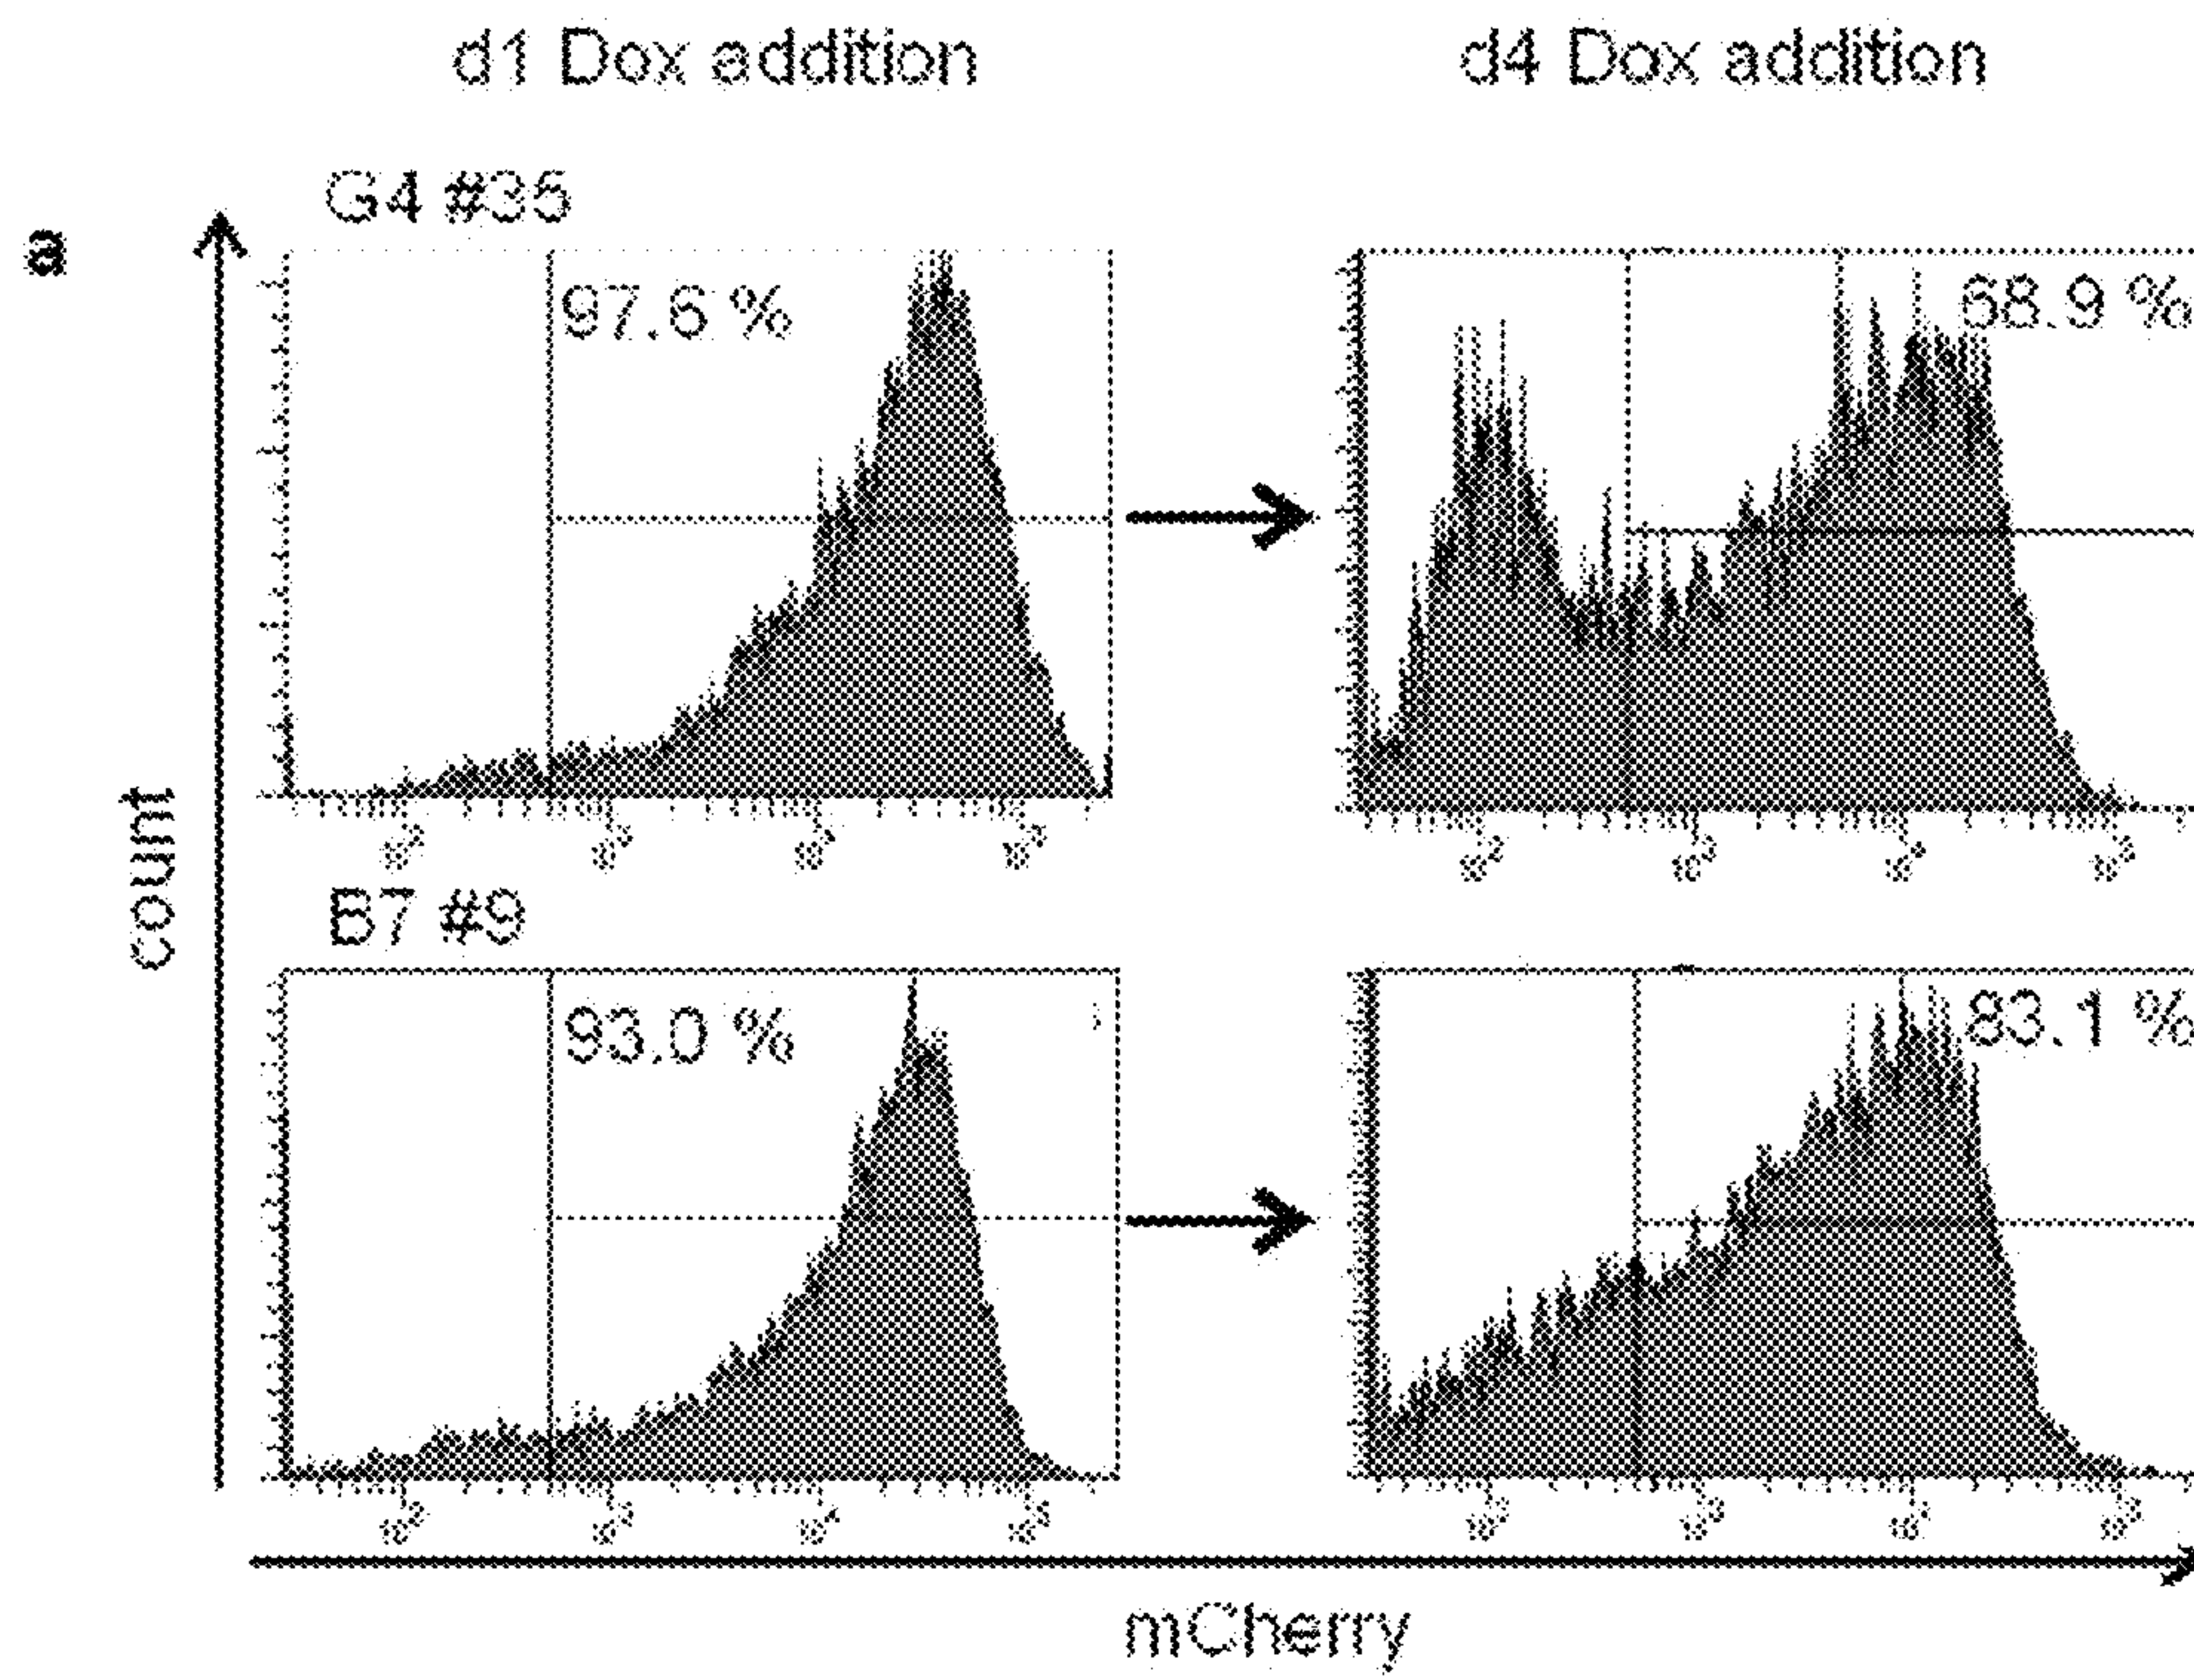 d1 Dox addition
d4 Dox addition
a
G4 #35
97.6 %
68.9 %
count
B7 #9
93.0 %
83.1 %
mCherry